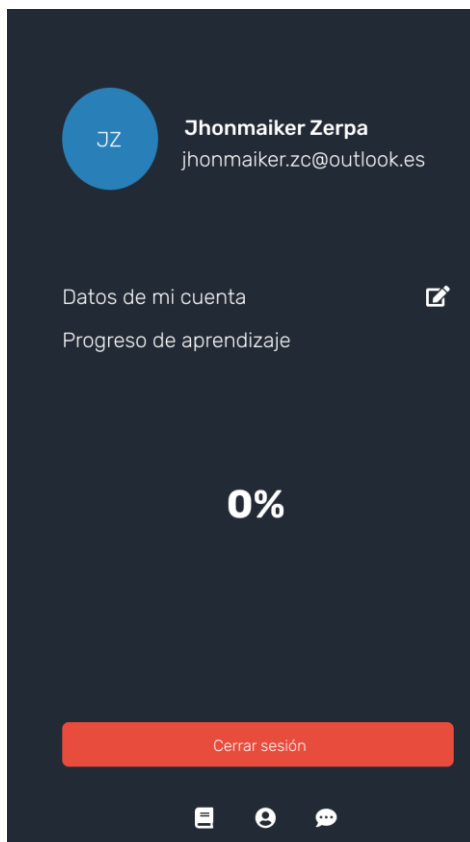 JZ
Jhonmaiker Zerpa
jhonmaiker.zc@outlook.es
Datos de mi cuenta
Progreso de aprendizaje
0%
Cerrar sesión